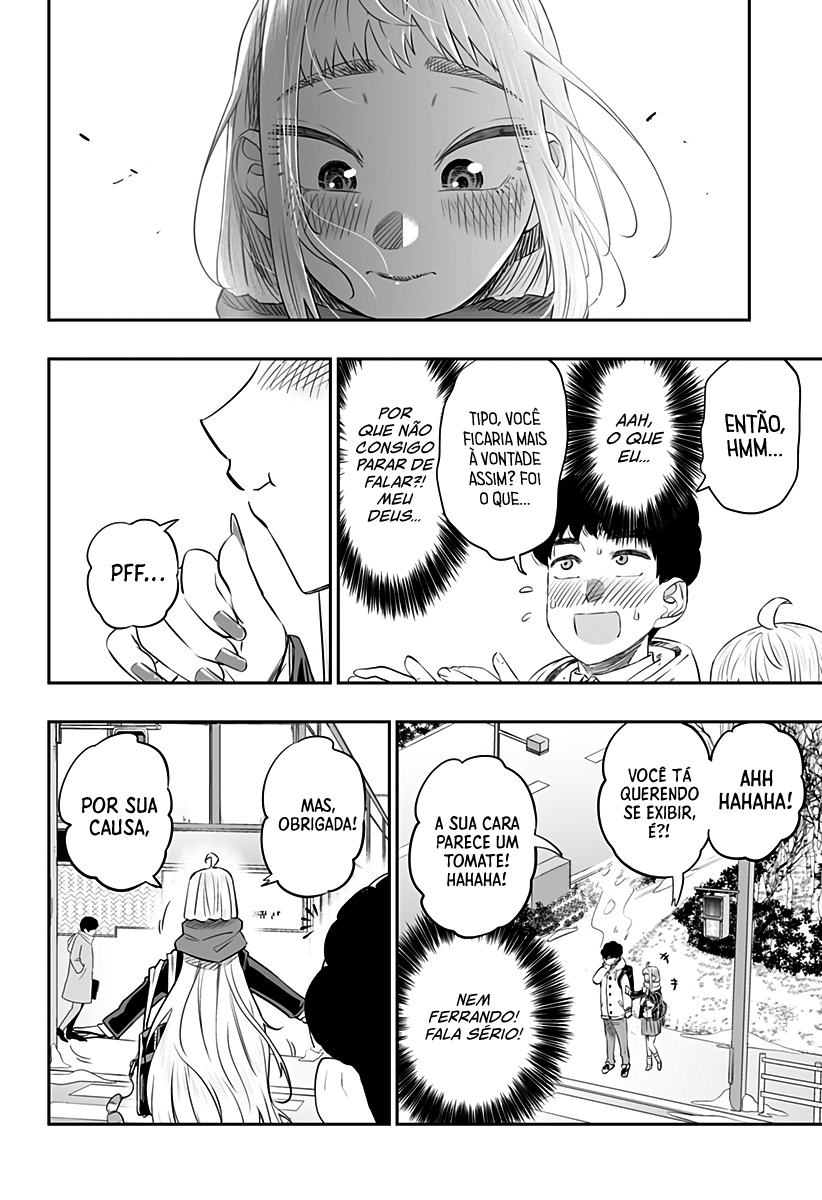 ENTÃO,
HMM...
AAH,
O QUE
EU...
TIPO, VOCÊ
FICARIA MAIS
À VONTADE
ASSIM? FOI
O QUE...
POR
QUE NÃO
CONSIGO
PARAR DE
FALAR?!
MEU
DEUS...
PFF...
AHH
HAHAHA!
VOCÊ TÁ
QUERENDO
SE EXIBIR,
É?!
A SUA CARA
PARECE UM
TOMATE!
HAHAHA!
NEM
FERRANDO!
FALA SÉRIO!
MAS,
OBRIGADA!
POR SUA
CAUSA,